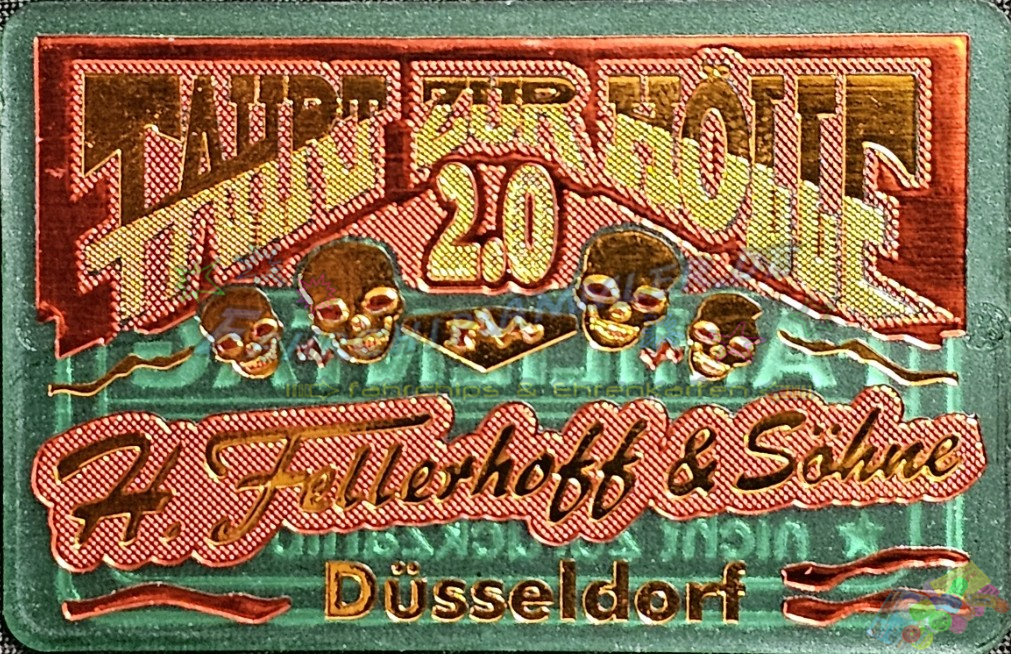 FAHRT ZUR HÖLLE
2.0
H. Fellerhoff & Söhne
Düsseldorf